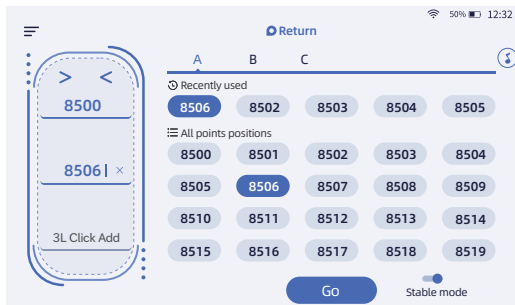 50% 12:32
Return
A B C
> <
8500
8506 ×
3L Click Add
Recently used
8506 8502 8503 8504 8505
All points positions
8500 8501 8502 8503 8504
8505 8506 8507 8508 8509
8510 8511 8512 8513 8514
8515 8516 8517 8518 8519
Go
Stable mode